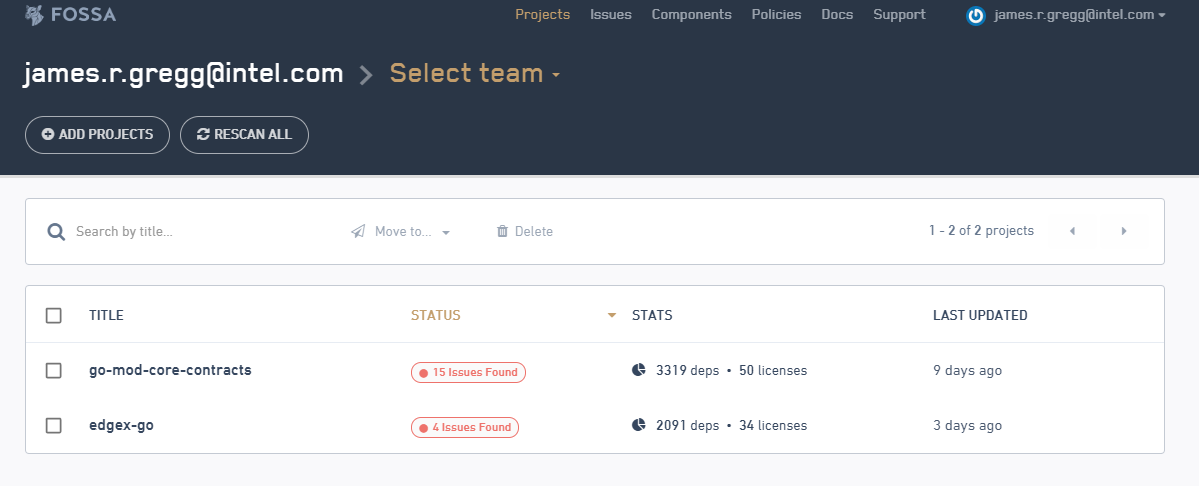 FOSSA Projects Issues Components Policies Docs Support james.r.gregg@intel.com
james.r.gregg@intel.com Select team
ADD PROJECTS RESCAN ALL
Search by title... Move to... Delete 1 - 2 of 2 projects
TITLE STATUS STATS LAST UPDATED
go-mod-core-contracts 15 Issues Found 3319 deps • 50 licenses 9 days ago
edgex-go 4 Issues Found 2091 deps • 34 licenses 3 days ago